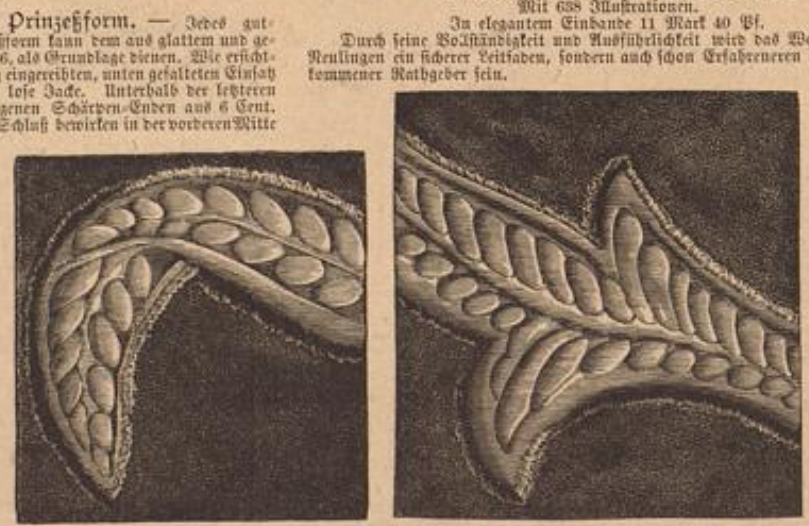 Prinzeßform. — Jedes gut=
ßform kann dem aus glattem und ge=
6, als Grundlage dienen. Wie ersicht=
eingereihten, unten gefalteten Einsatz
lose Jacke. Unterhalb der letzteren
genen Schärpen=Enden aus 6 Cent.
Schluß bewirken in der vorderen Mitte
Mit 638 Illustrationen.
In elegantem Einbande 11 Mark 40 Pf.
Durch seine Vollständigkeit und Ausführlichkeit wird das We
Neulingen ein sicherer Leitfaden, sondern auch schon Erfahreneren
kommener Rathgeber sein.